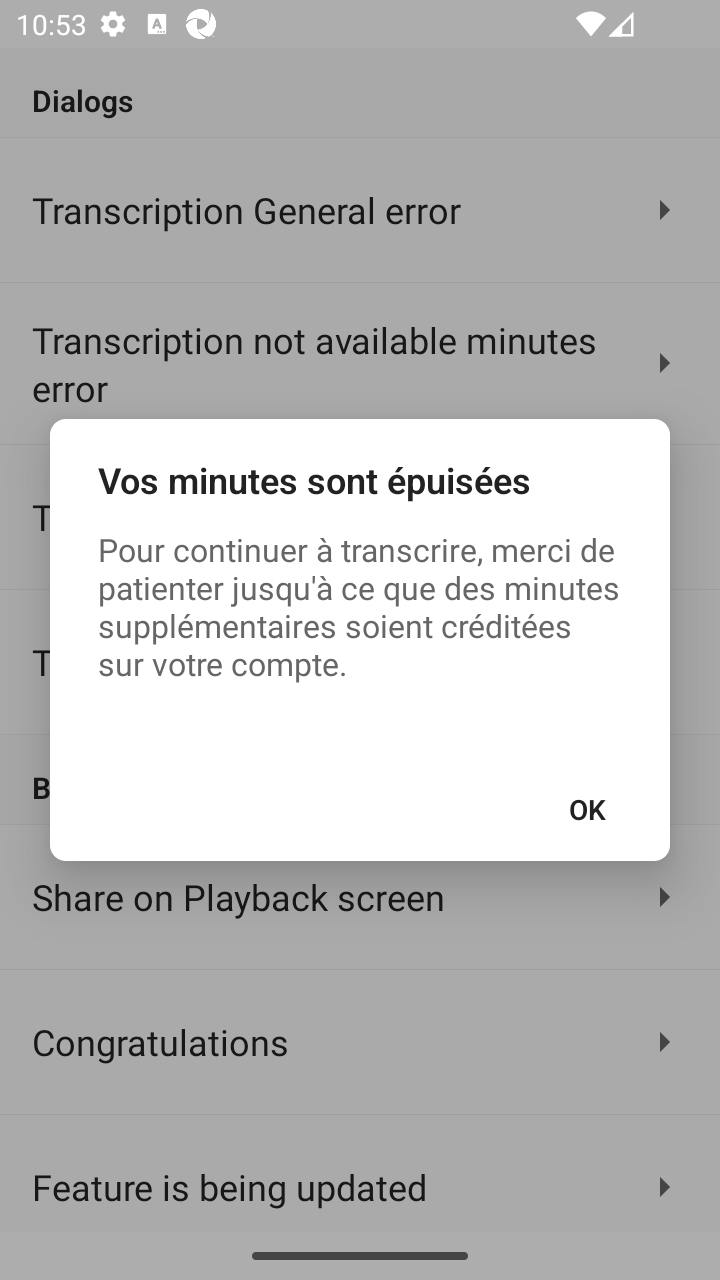 10:53
Dialogs
Transcription General error
Transcription not available minutes
error
T
Vos minutes sont épuisées
Pour continuer à transcrire, merci de
patienter jusqu'à ce que des minutes
supplémentaires soient créditées
sur votre compte.
T
B
OK
Share on Playback screen
Congratulations
Feature is being updated